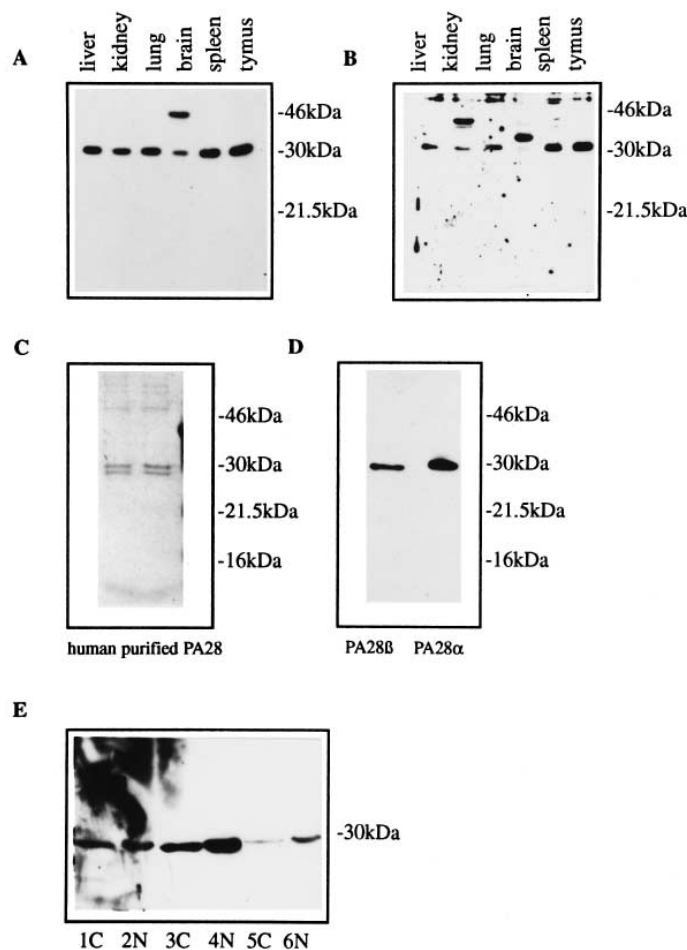 A
liver
kidney
lung
brain
spleen
tymus
-46kDa
-30kDa
-21.5kDa
B
liver
kidney
lung
brain
spleen
tymus
-46kDa
-30kDa
-21.5kDa
C
-46kDa
-30kDa
-21.5kDa
-16kDa
human purified PA28
D
-46kDa
-30kDa
-21.5kDa
-16kDa
PA28ß PA28α
E
-30kDa
1C 2N 3C 4N 5C 6N